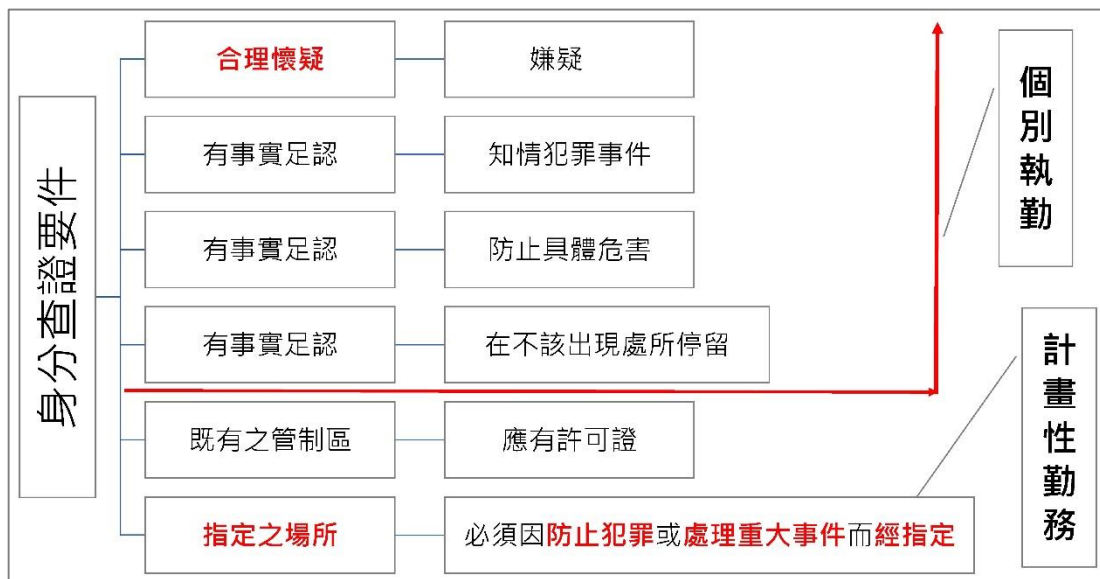 身分查證要件
合理懷疑
嫌疑
有事實足認
知情犯罪事件
有事實足認
防止具體危害
有事實足認
在不該出現處所停留
既有之管制區
應有許可證
指定之場所
必須因防止犯罪或處理重大事件而經指定
個別執勤
計畫性勤務